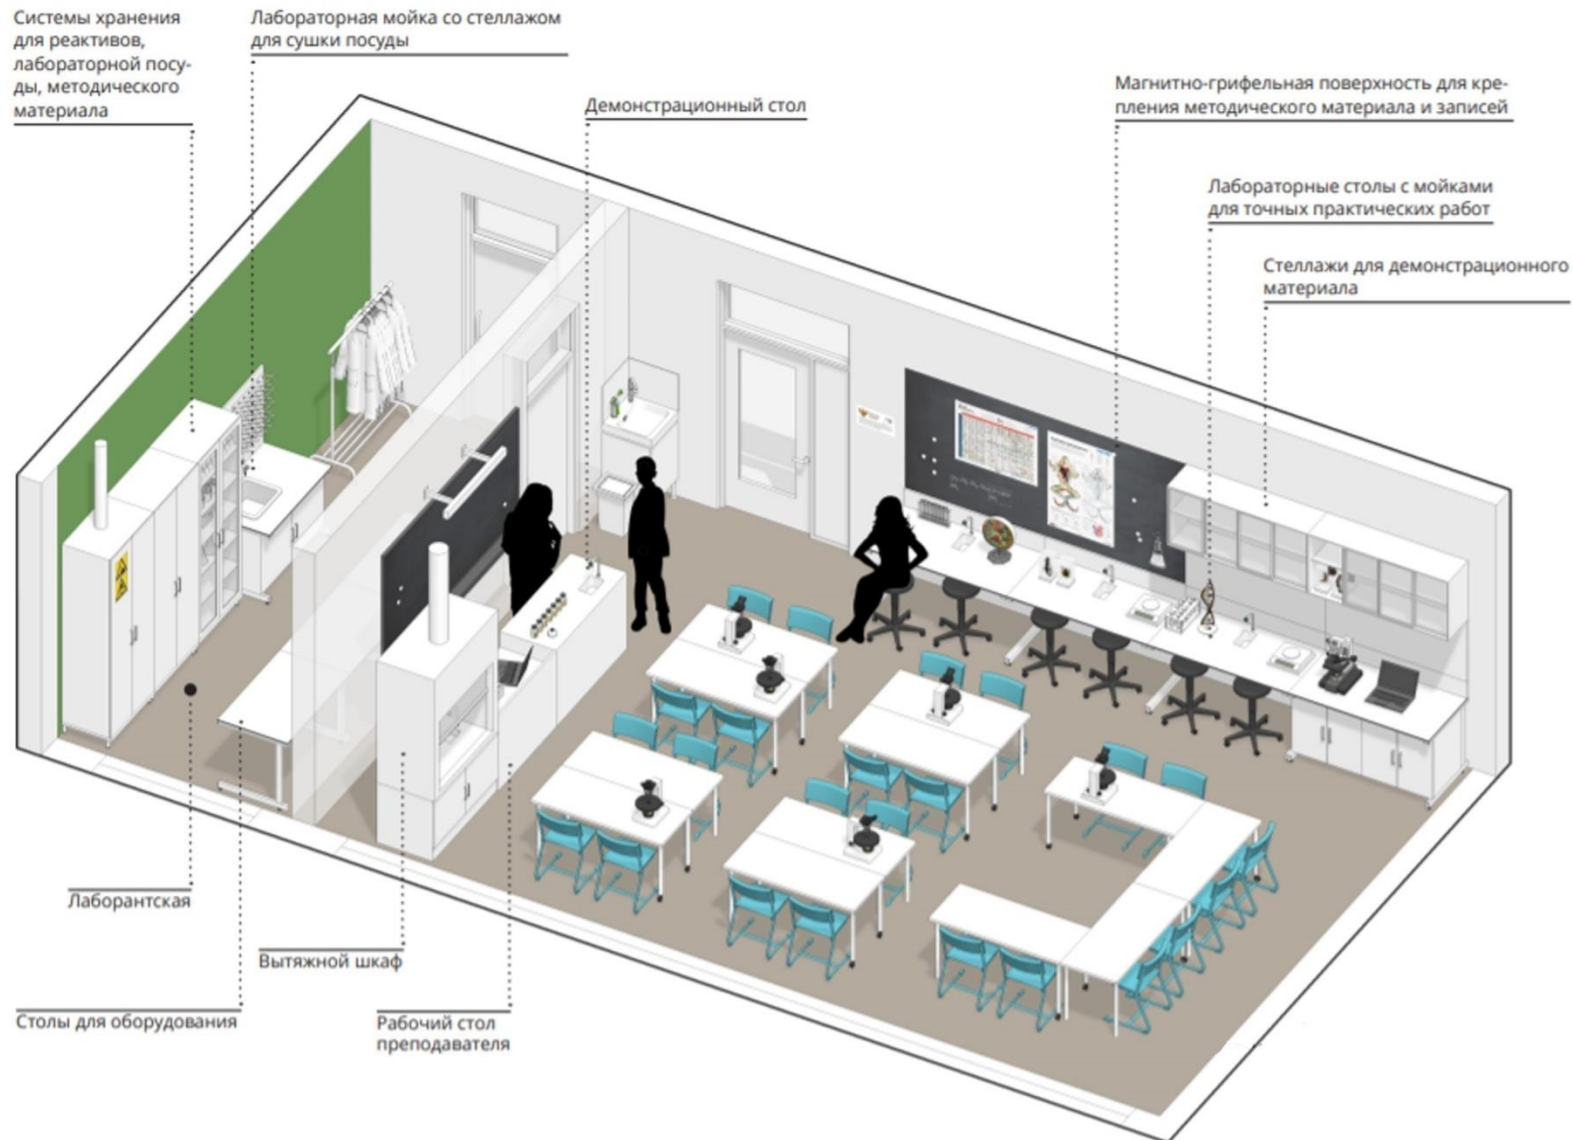 Системы хранения
для реактивов,
лабораторной посу-
ды, методического
материала
Лабораторная мойка со стеллажом
для сушки посуды
Демонстрационный стол
Магнитно-грифельная поверхность для кре-
пления методического материала и записей
Лабораторные столы с мойками
для точных практических работ
Стеллажи для демонстрационного
материала
Лаборантская
Вытяжной шкаф
Столы для оборудования
Рабочий стол
преподавателя